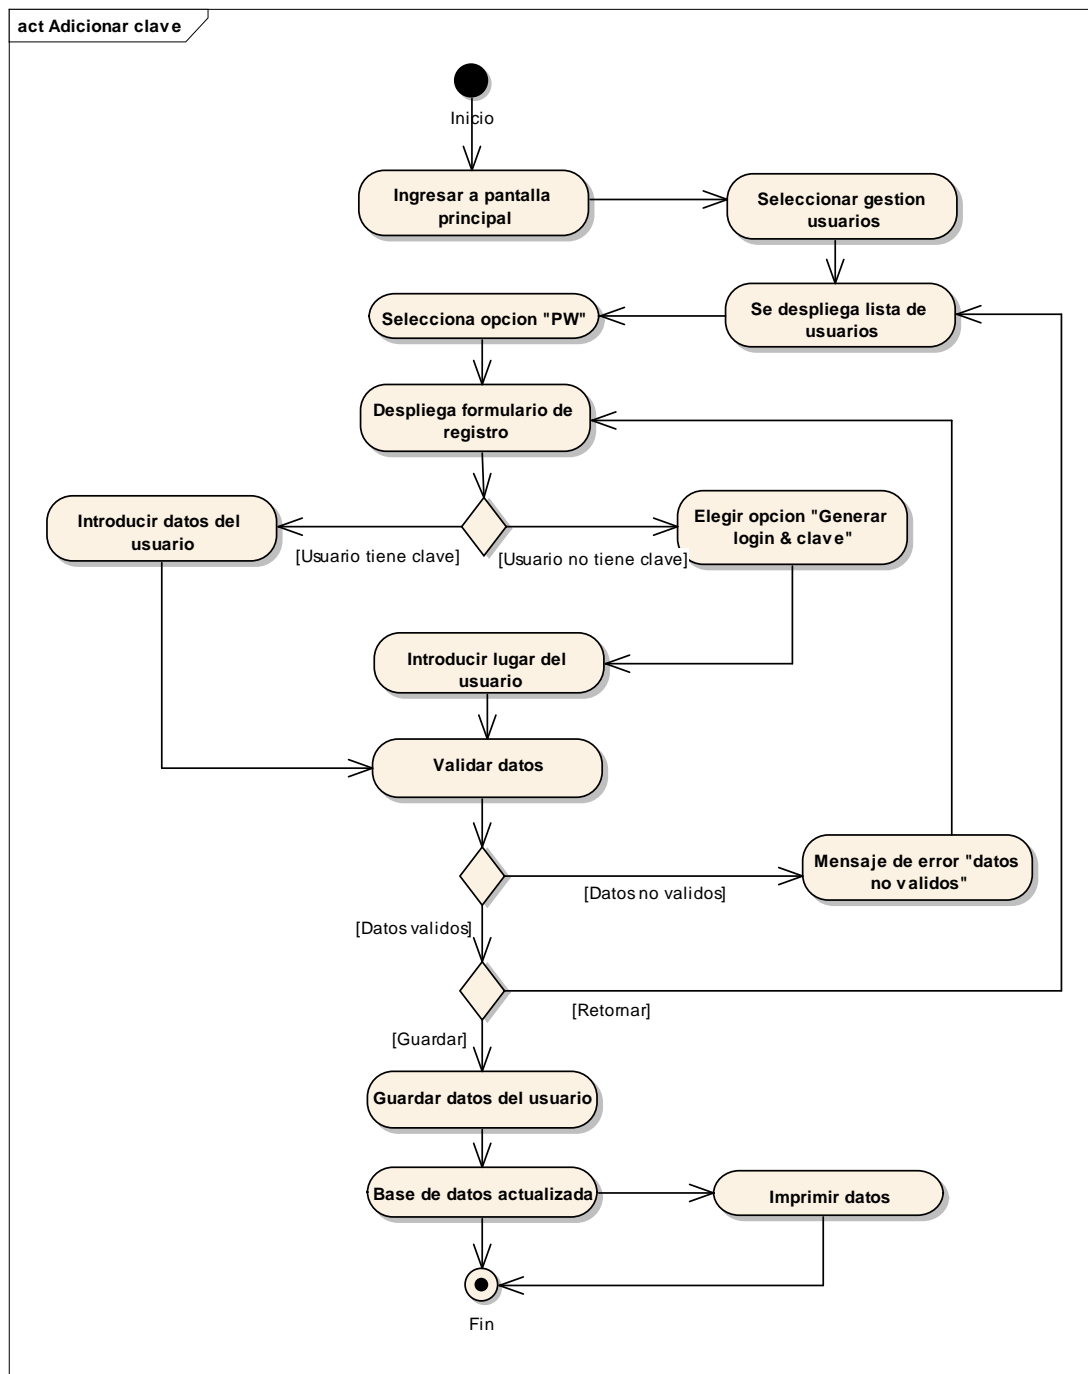 act Adicionar clave
Inicio
Ingresar a pantalla
principal
Seleccionar gestion
usuarios
Se despliega lista de
usuarios
Selecciona opcion "PW"
Despliega formulario de
registro
Introducir datos del
usuario
Elegir opcion "Generar
login & clave"
[Usuario tiene clave]
[Usuario no tiene clave]
Introducir lugar del
usuario
Validar datos
Mensaje de error "datos
no validos"
[Datos no validos]
[Datos validos]
[Retornar]
[Guardar]
Guardar datos del usuario
Base de datos actualizada
Imprimir datos
Fin